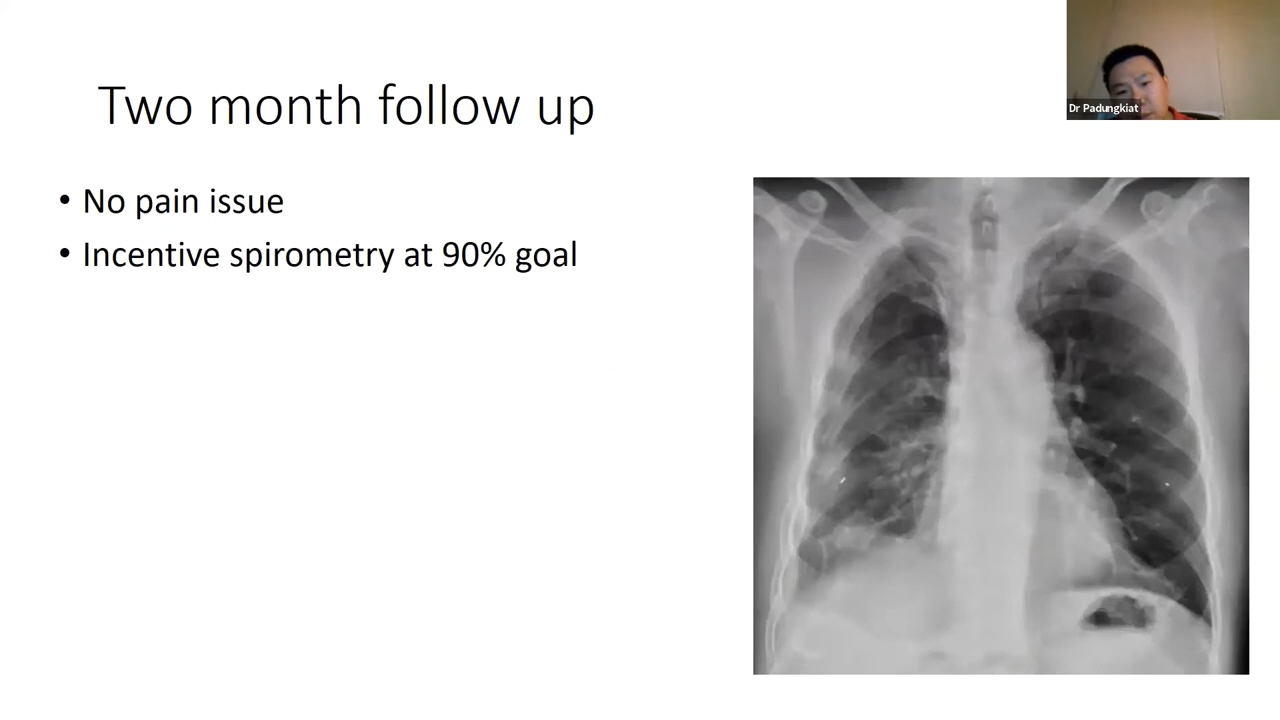 Two month follow up
Dr Padungkiat
• No pain issue
• Incentive spirometry at 90% goal